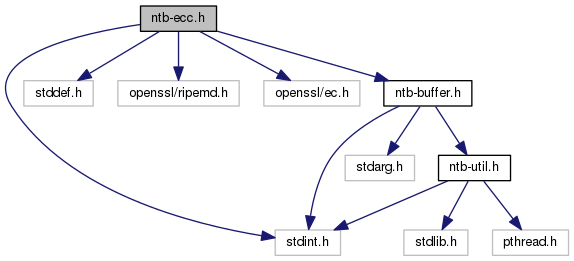 ntb-ecc.h
stddef.h
openssl/ripemd.h
openssl/ec.h
ntb-buffer.h
stdarg.h
ntb-util.h
stdint.h
stdlib.h
pthread.h